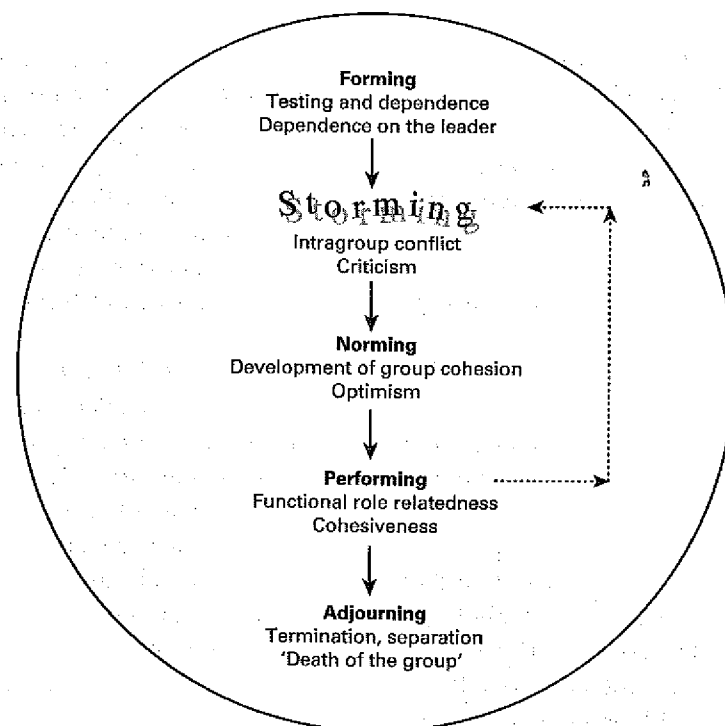 Forming
Testing and dependence
Dependence on the leader
Storming
Intragroup conflict
Criticism
Norming
Development of group cohesion
Optimism
Performing
Functional role relatedness
Cohesiveness
Adjourning
Termination, separation
'Death of the group'